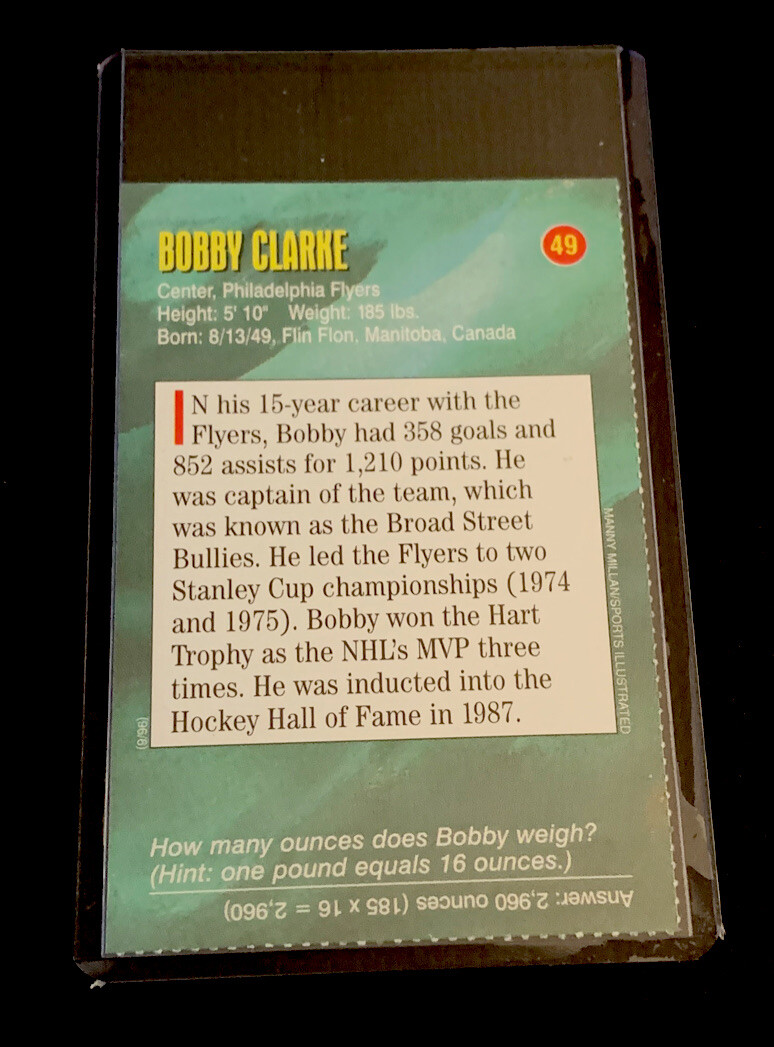 BOBBY CLARKE
49
Center, Philadelphia Flyers
Height: 5' 10" Weight: 185 lbs.
Born: 8/13/49, Flin Flon, Manitoba, Canada
IN his 15-year career with the
Flyers, Bobby had 358 goals and
852 assists for 1,210 points. He
was captain of the team, which
was known as the Broad Street
Bullies. He led the Flyers to two
Stanley Cup championships (1974
and 1975). Bobby won the Hart
Trophy as the NHL's MVP three
times. He was inducted into the
Hockey Hall of Fame in 1987.
MANNY MILLAN/SPORTS ILLUSTRATED
(96/6)
How many ounces does Bobby weigh?
(Hint: one pound equals 16 ounces.)
Answer: 2,960 ounces (185 x 16 = 2,960)